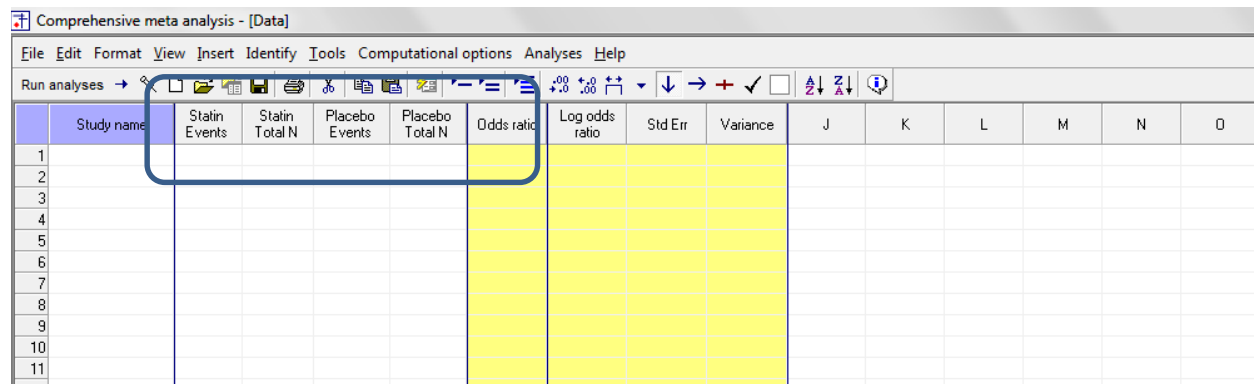 Comprehensive meta analysis - [Data]
File Edit Format View Insert Identify Tools Computational options Analyses Help
Run analyses
Study name Statin Events Statin Total N Placebo Events Placebo Total N Odds ratio Log odds ratio Std Err Variance J K L M N O
1
2
3
4
5
6
7
8
9
10
11